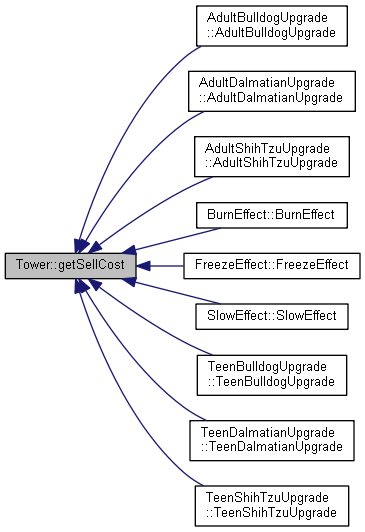 AdultBulldogUpgrade
::AdultBulldogUpgrade
AdultDalmatianUpgrade
::AdultDalmatianUpgrade
AdultShihTzuUpgrade
::AdultShihTzuUpgrade
BurnEffect::BurnEffect
Tower::getSellCost
FreezeEffect::FreezeEffect
SlowEffect::SlowEffect
TeenBulldogUpgrade
::TeenBulldogUpgrade
TeenDalmatianUpgrade
::TeenDalmatianUpgrade
TeenShihTzuUpgrade
::TeenShihTzuUpgrade